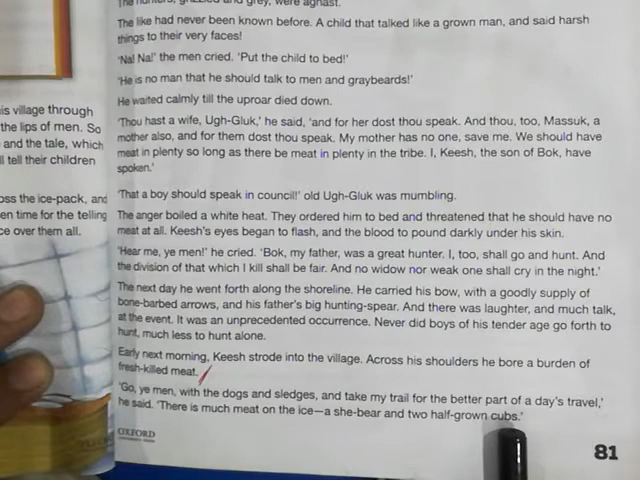 The hunters, grizzled and grey, were aghast.
The like had never been known before. A child that talked like a grown man, and said harsh
things to their very faces!
'Na! Na!' the men cried. 'Put the child to bed!'
'He is no man that he should talk to men and graybeards!'
He waited calmly till the uproar died down.
'Thou hast a wife, Ugh-Gluk,' he said, 'and for her dost thou speak. And thou, too, Massuk, a
mother also, and for them dost thou speak. My mother has no one, save me. We should have
meat in plenty so long as there be meat in plenty in the tribe. I, Keesh, the son of Bok, have
spoken.'
'That a boy should speak in council!' old Ugh-Gluk was mumbling.
The anger boiled a white heat. They ordered him to bed and threatened that he should have no
meat at all. Keesh's eyes began to flash, and the blood to pound darkly under his skin.
'Hear me, ye men!' he cried. 'Bok, my father, was a great hunter. I, too, shall go and hunt. And
the division of that which I kill shall be fair. And no widow nor weak one shall cry in the night.'
The next day he went forth along the shoreline. He carried his bow, with a goodly supply of
bone-barbed arrows, and his father's big hunting-spear. And there was laughter, and much talk,
at the event. It was an unprecedented occurrence. Never did boys of his tender age go forth to
hunt, much less to hunt alone.
Early next morning, Keesh strode into the village. Across his shoulders he bore a burden of
fresh-killed meat.
'Go, ye men, with the dogs and sledges, and take my trail for the better part of a day's travel,'
he said. 'There is much meat on the ice—a she-bear and two half-grown cubs.'
OXFORD
81
is village through
the lips of men. So
and the tale, which
ll tell their children
oss the ice-pack, and
en time for the telling
ce over them all.